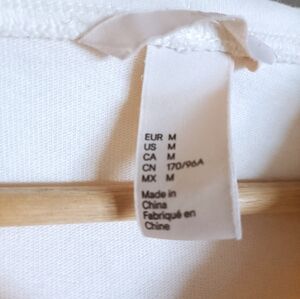 EUR M
US M
CA M
CN 170/96A
MX M
Made in
China
Fabriqué en
Chine